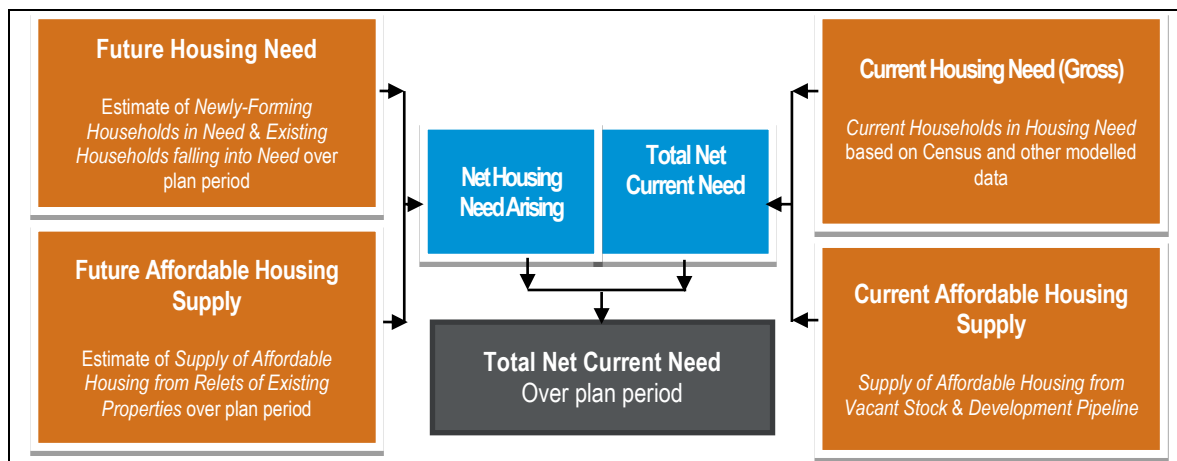 Future Housing Need
Estimate of Newly-Forming
Households in Need & Existing
Households falling into Need over
plan period
Future Affordable Housing
Supply
Estimate of Supply of Affordable
Housing from Relets of Existing
Properties over plan period
Net Housing
Need Arising
Total Net
Current Need
Total Net Current Need
Over plan period
Current Housing Need (Gross)
Current Households in Housing Need
based on Census and other modelled
data
Current Affordable Housing
Supply
Supply of Affordable Housing from
Vacant Stock & Development Pipeline